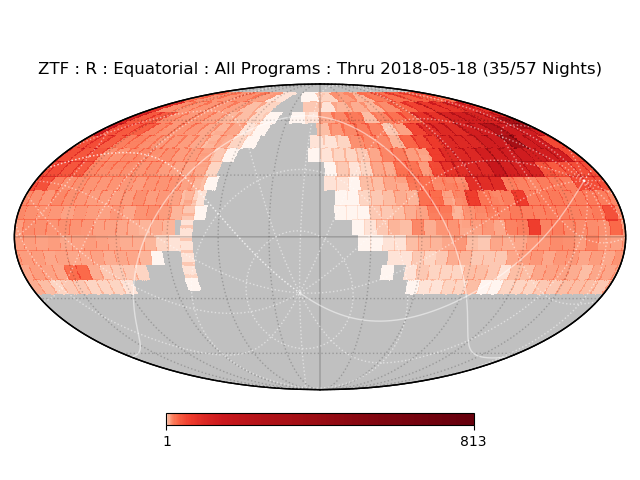 ZTF : R : Equatorial : All Programs : Thru 2018-05-18 (35/57 Nights)
1 813